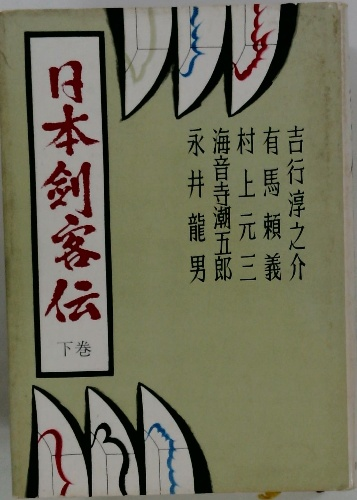 日本剣客伝
下巻
吉行淳之介
有馬頼義
村上元三
海音寺潮五郎
永井龍男